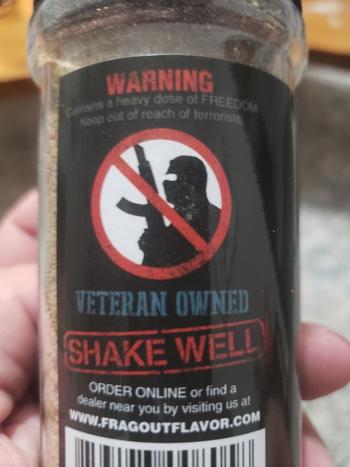 WARNING
Contains a heavy dose of FREEDOM.
Keep out of reach of terrorists.
VETERAN OWNED
SHAKE WELL
ORDER ONLINE or find a
dealer near you by visiting us at
WWW.FRAGOUTFLAVOR.COM